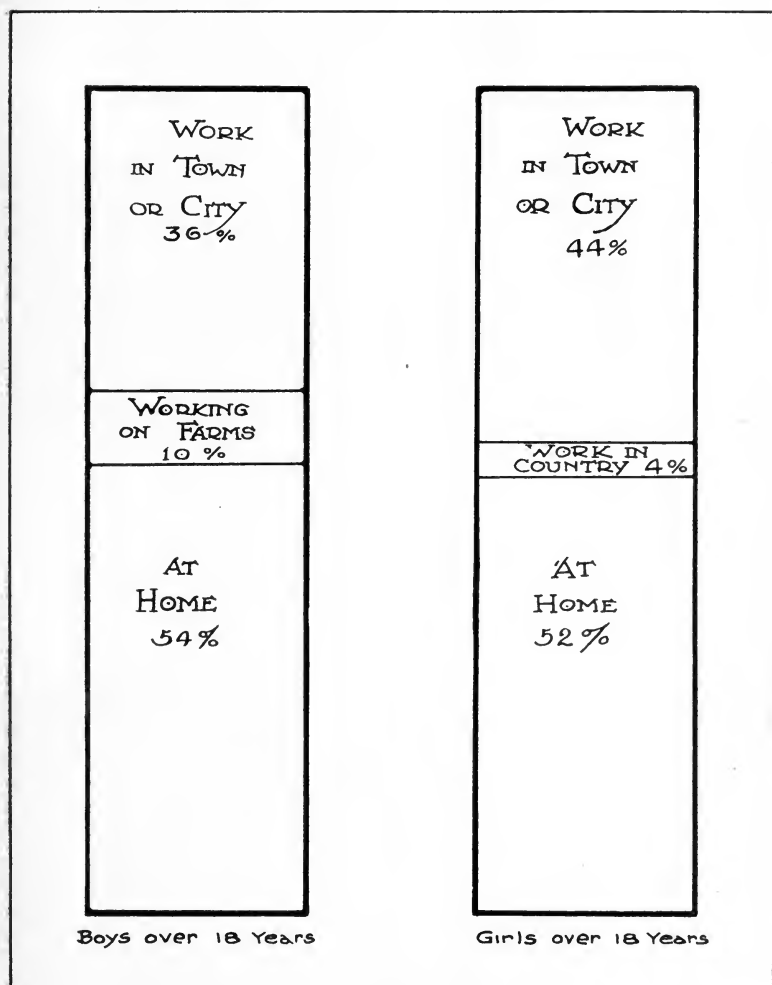 Work
in Town
or City
36%
Working
on Farms
10%
At
Home
54%
Boys over 18 Years
Work
in Town
or City
44%
Work in
Country 4%
At
Home
52%
Girls over 18 Years